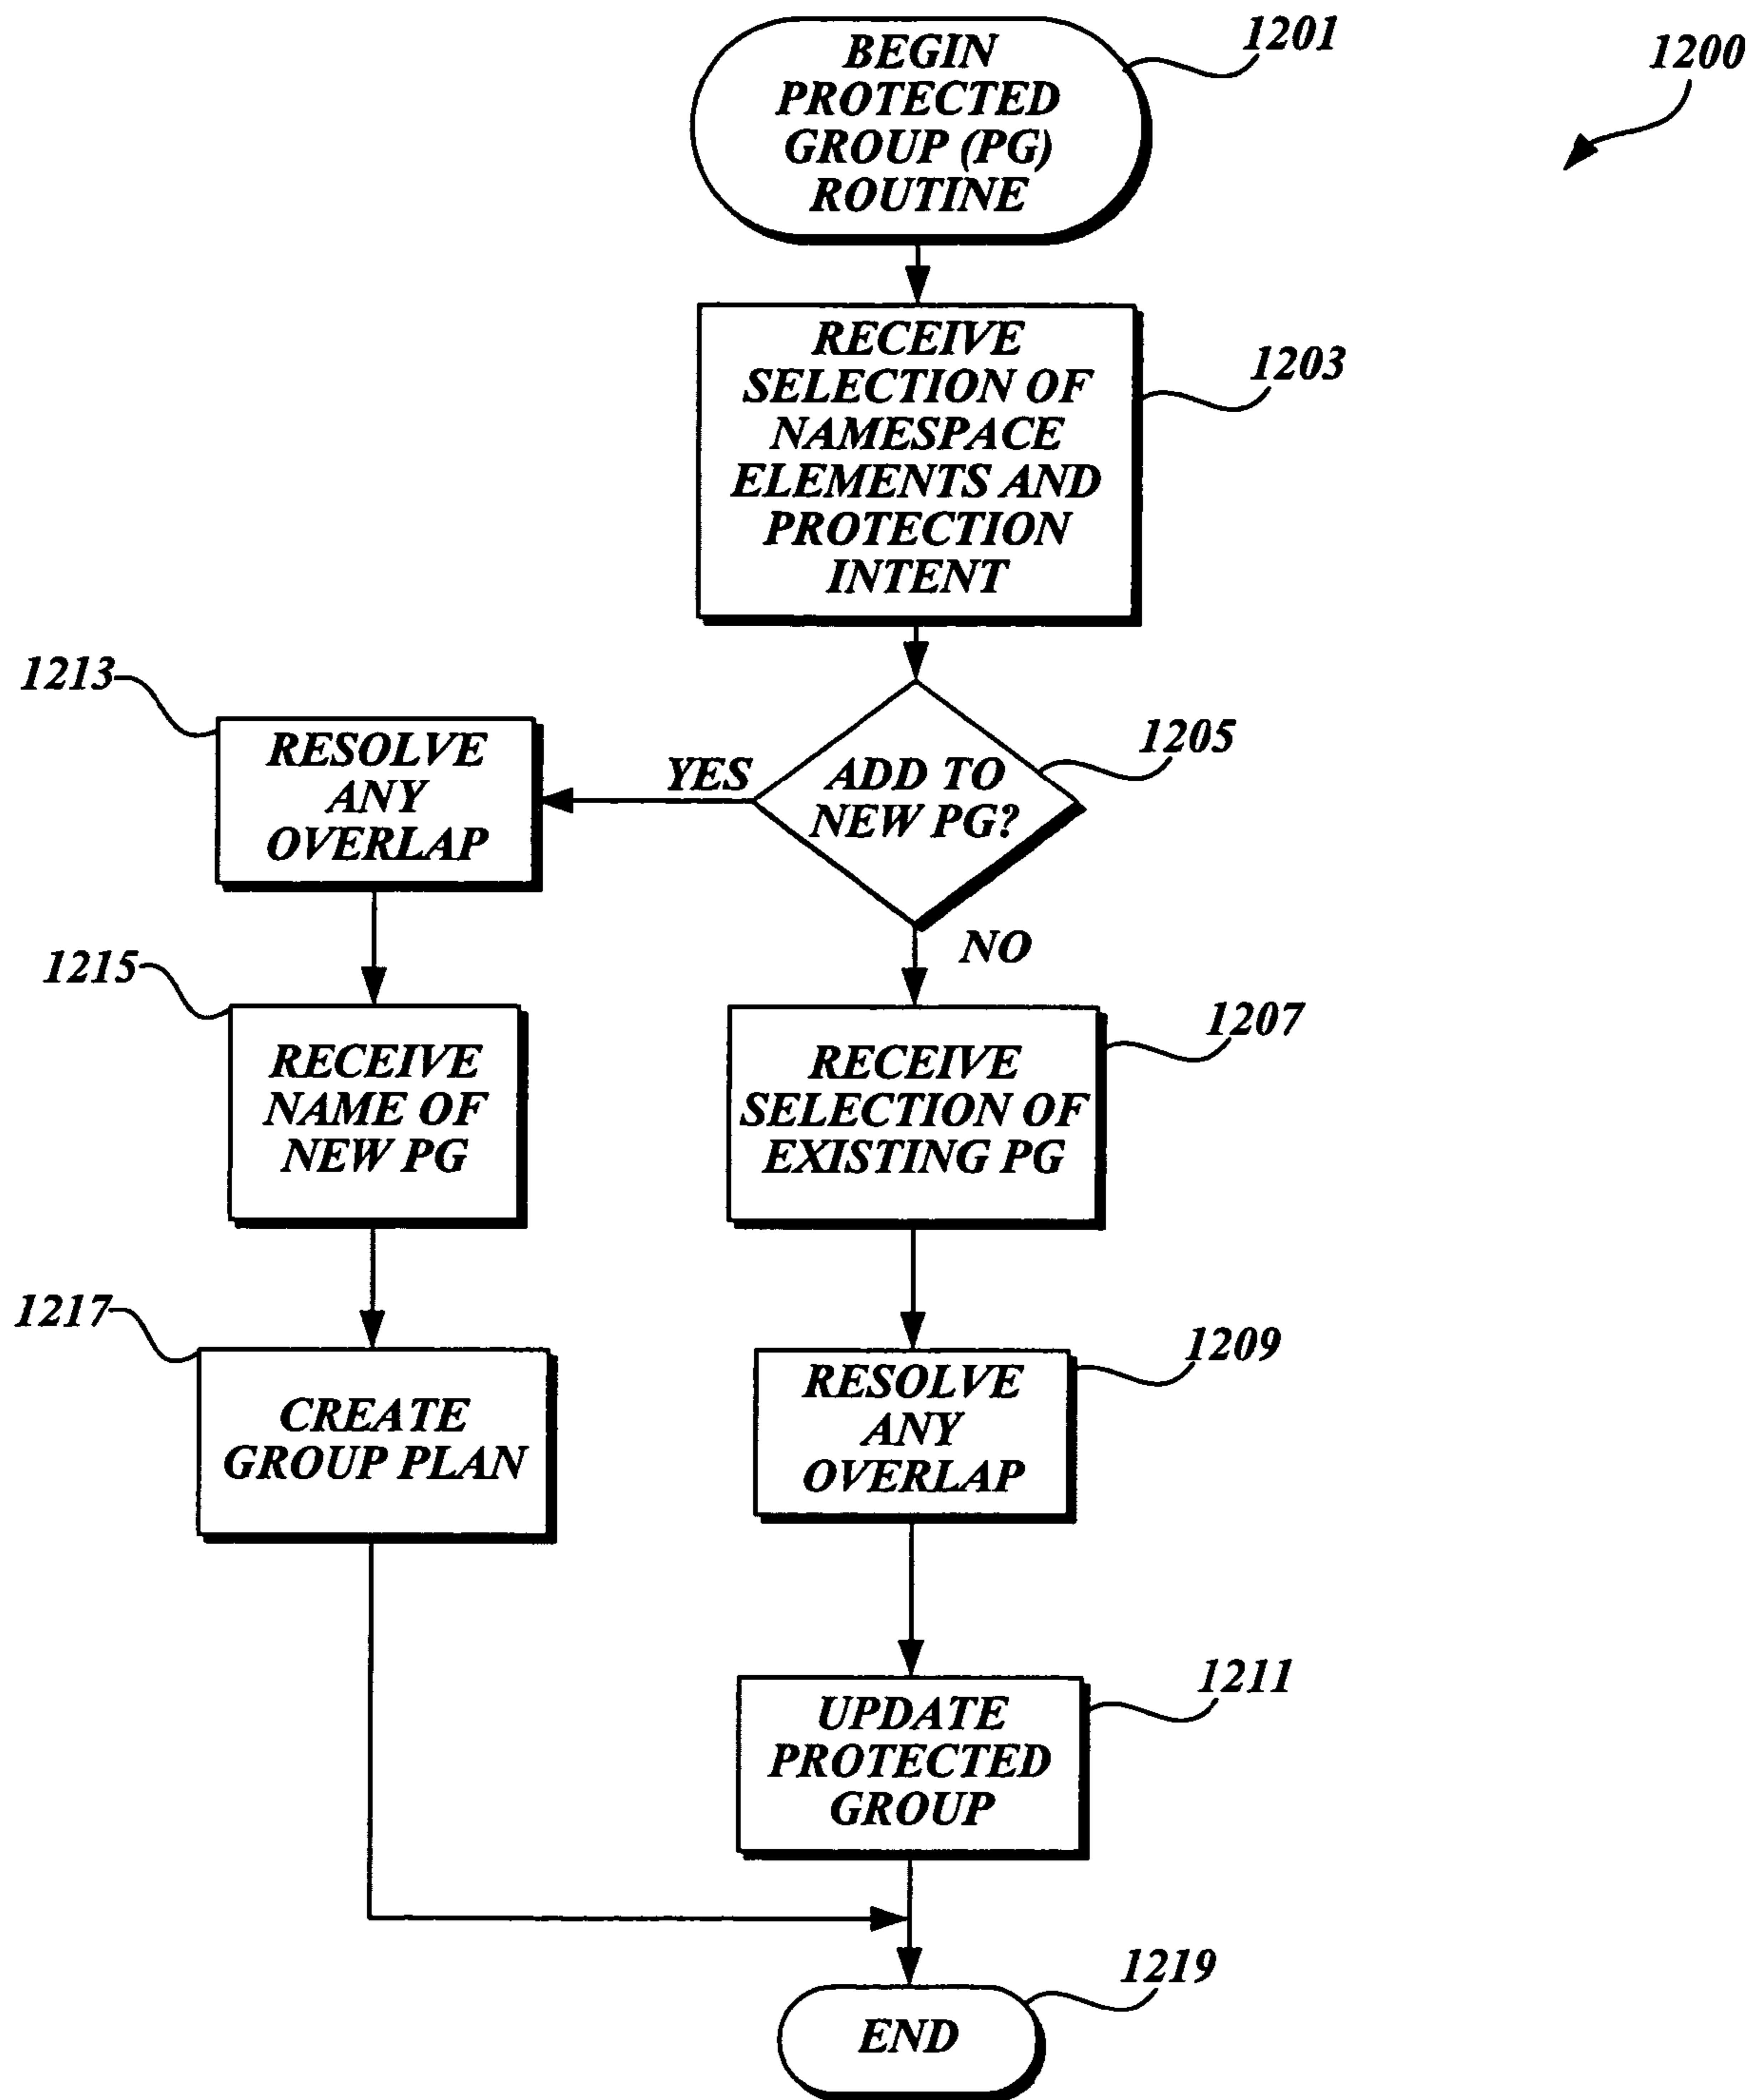 1201
1200
BEGIN
PROTECTED
GROUP (PG)
ROUTINE
1203
RECEIVE
SELECTION OF
NAMESPACE
ELEMENTS AND
PROTECTION
INTENT
1205
ADD TO
NEW PG?
YES
NO
1213
RESOLVE
ANY
OVERLAP
1215
RECEIVE
NAME OF
NEW PG
1217
CREATE
GROUP PLAN
1207
RECEIVE
SELECTION OF
EXISTING PG
1209
RESOLVE
ANY
OVERLAP
1211
UPDATE
PROTECTED
GROUP
1219
END